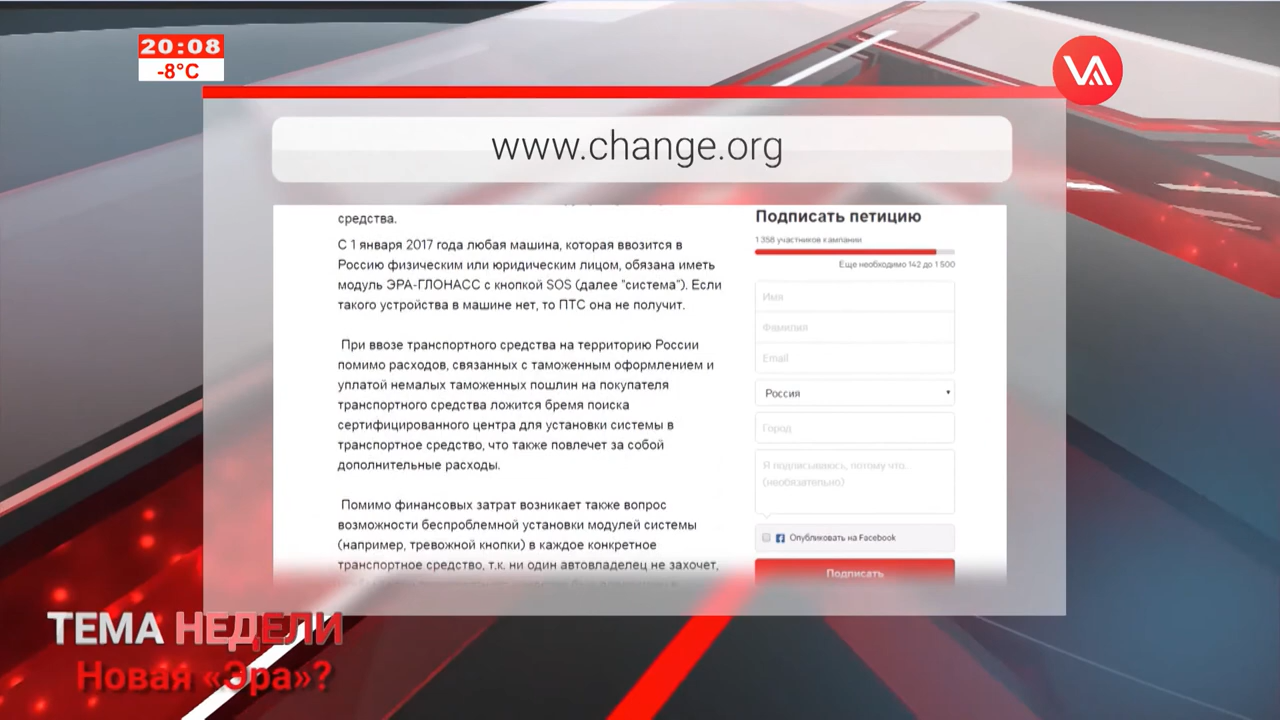 20:08
-8°C
VA
www.change.org
средства.
С 1 января 2017 года любая машина, которая ввозится в
Россию физическим или юридическим лицом, обязана иметь
модуль ЭРА-ГЛОНАСС с кнопкой SOS (далее "система"). Если
такого устройства в машине нет, то ПТС она не получит.
При ввозе транспортного средства на территорию России
помимо расходов, связанных с таможенным оформлением и
уплатой немалых таможенных пошлин на покупателя
транспортного средства ложится бремя поиска
сертифицированного центра для установки системы в
транспортное средство, что также повлечет за собой
дополнительные расходы.
Помимо финансовых затрат возникает также вопрос
возможности беспроблемной установки модулей системы
(например, тревожной кнопки) в каждое конкретное
транспортное средство, т.к. ни один автовладелец не захочет,
Подписать петицию
1 358 участников кампании
Еще необходимо 142 до 1 500
Имя
Фамилия
Email
Россия
Город
Я подписываюсь, потому что...
(необязательно)
Опубликовать на Facebook
Подписать
ТЕМА НЕДЕЛИ
Новая «Эра»?